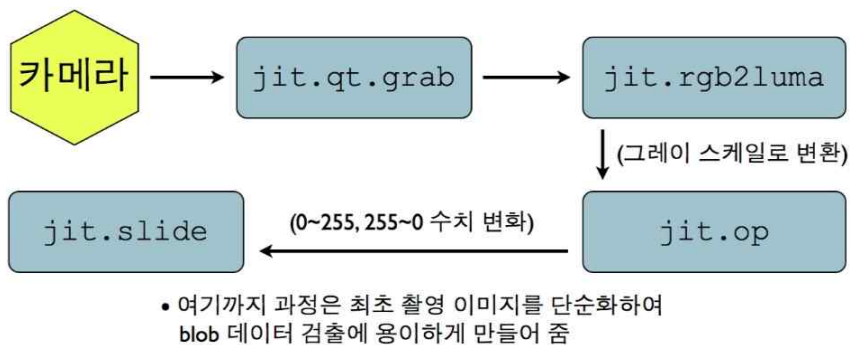 카메라
jit.qt.grab
jit.rgb2luma
(그레이 스케일로 변환)
jit.op
(0~255, 255~0 수치 변화)
jit.slide
• 여기까지 과정은 최초 촬영 이미지를 단순화하여
blob 데이터 검출에 용이하게 만들어 줌